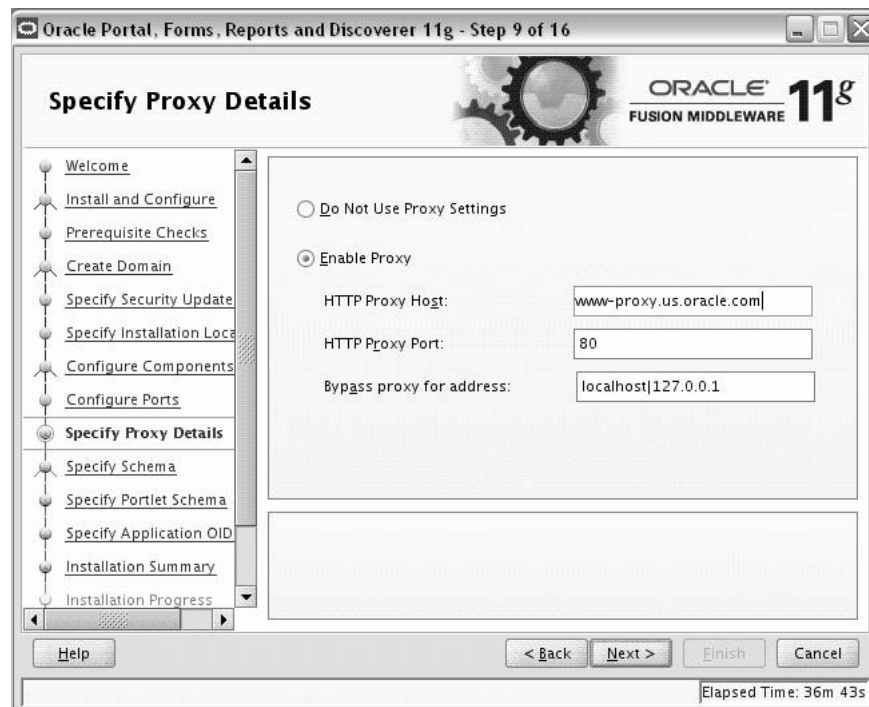 Oracle Portal, Forms, Reports and Discoverer 11g - Step 9 of 16
Specify Proxy Details
ORACLE
FUSION MIDDLEWARE 11g
Welcome
Install and Configure
Prerequisite Checks
Create Domain
Specify Security Update
Specify Installation Loca
Configure Components
Configure Ports
Specify Proxy Details
Specify Schema
Specify Portlet Schema
Specify Application OID
Installation Summary
Installation Progress
Do Not Use Proxy Settings
Enable Proxy
HTTP Proxy Host: www-proxy.us.oracle.com
HTTP Proxy Port: 80
Bypass proxy for address: localhost|127.0.0.1
Help < Back Next > Finish Cancel
Elapsed Time: 36m 43s